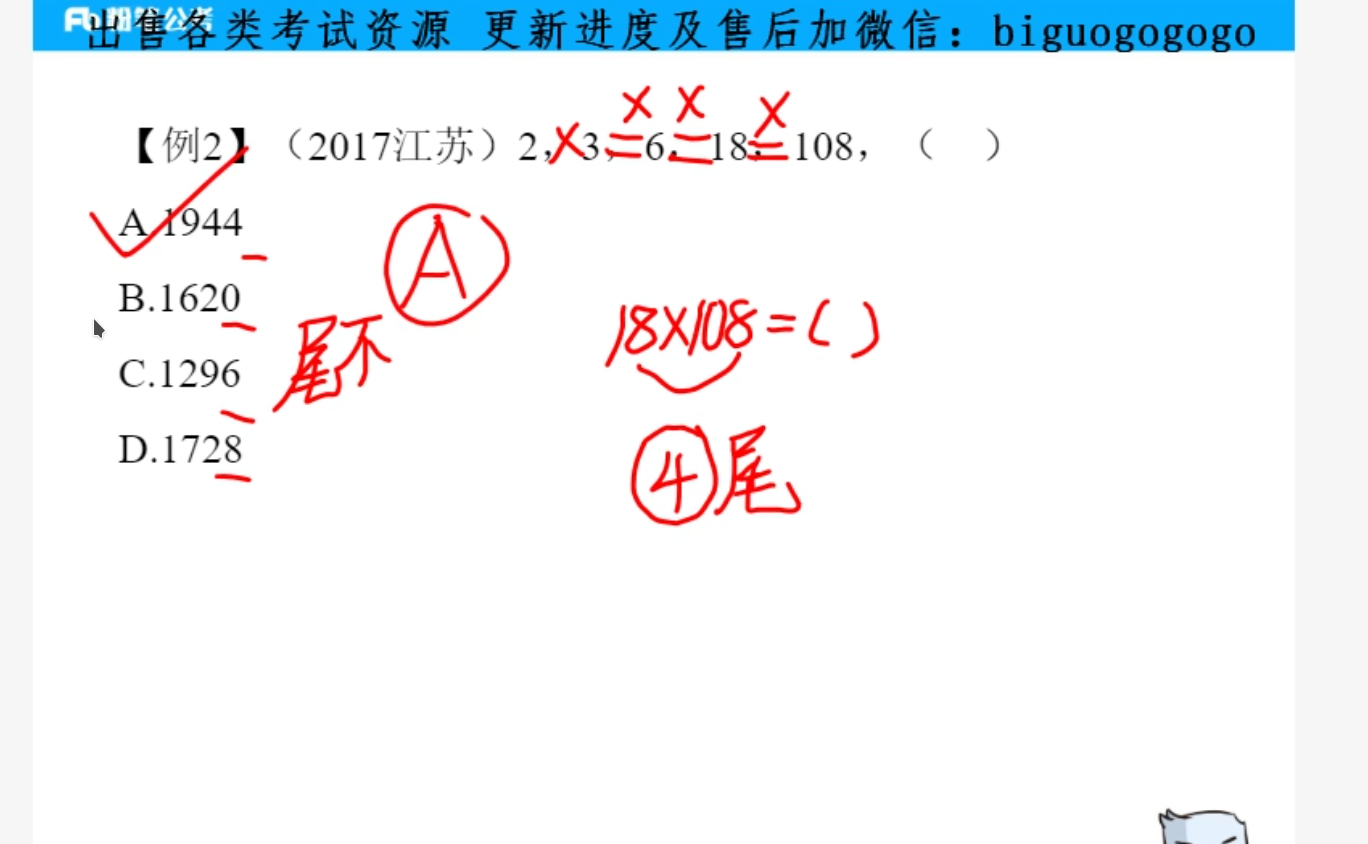 出售各类考试资源 更新进度及售后加微信：biguogogogo
【例2】（2017江苏）2，3，6，18，108，（ ）
A.1944
B.1620
C.1296
D.1728
A
尾不
18×108=( )
4尾